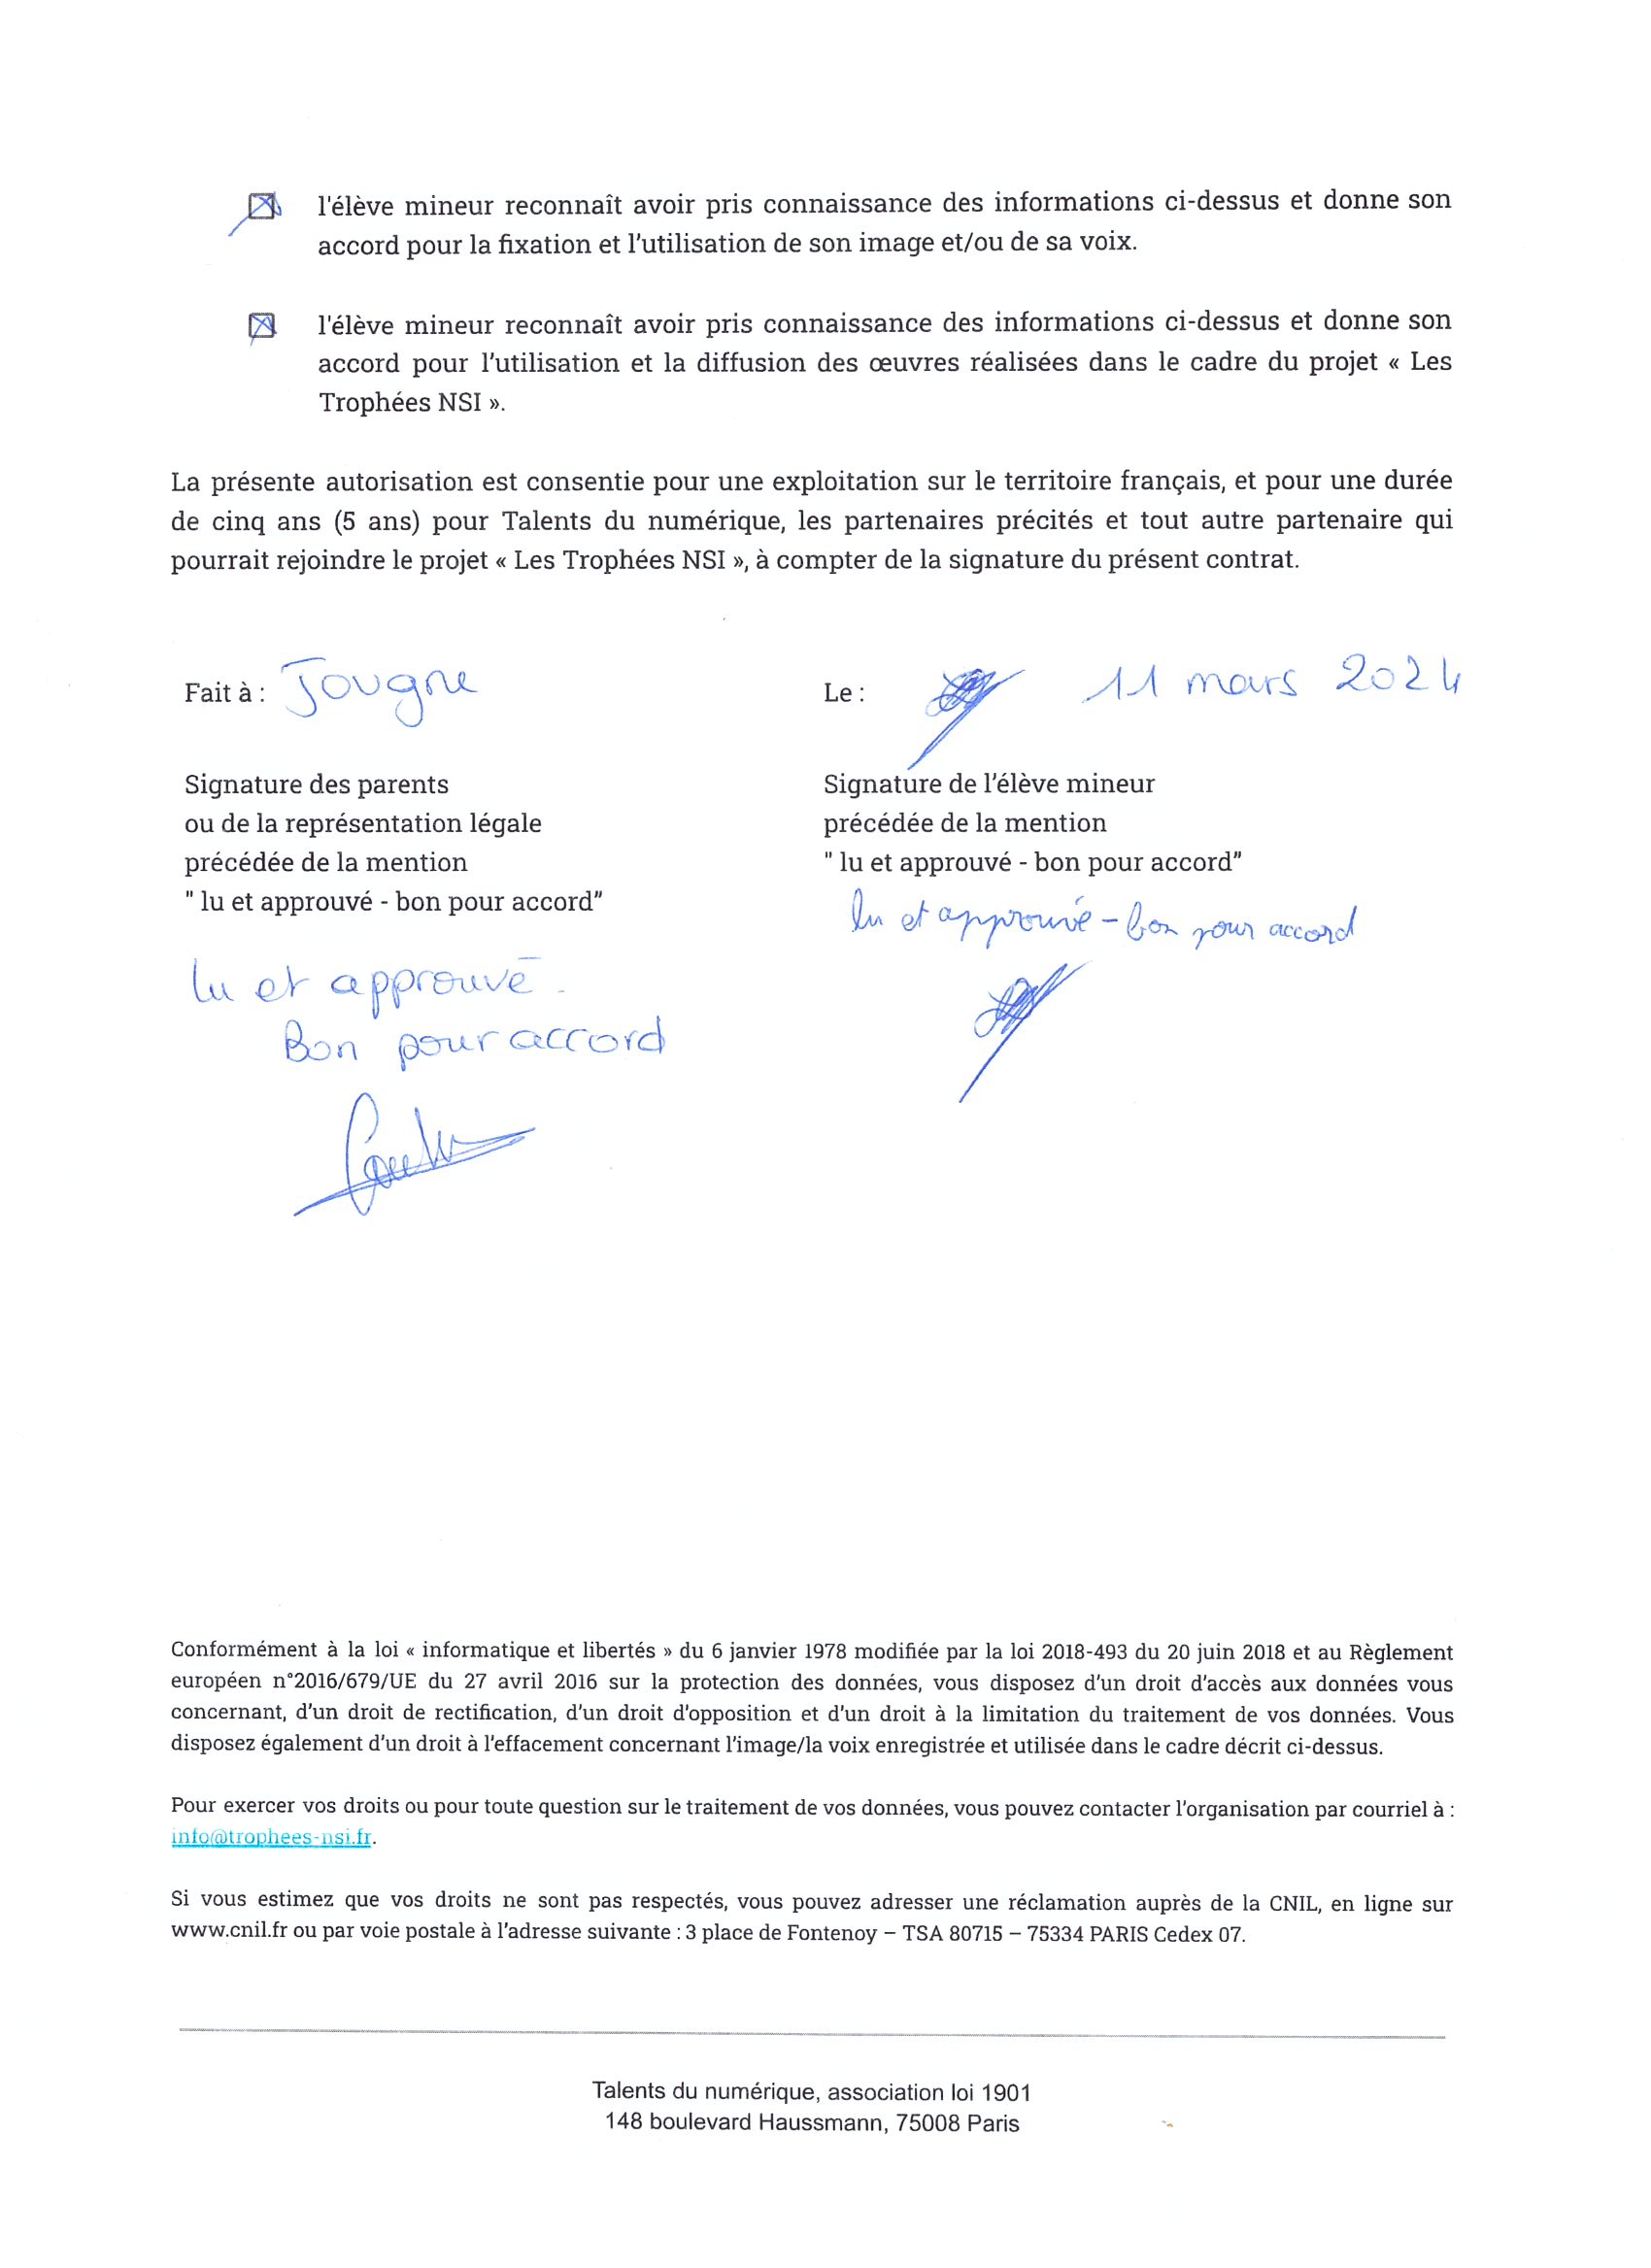 l'élève mineur reconnaît avoir pris connaissance des informations ci-dessus et donne son
accord pour la fixation et l'utilisation de son image et/ou de sa voix.
l'élève mineur reconnaît avoir pris connaissance des informations ci-dessus et donne son
accord pour l'utilisation et la diffusion des œuvres réalisées dans le cadre du projet « Les
Trophées NSI ».
La présente autorisation est consentie pour une exploitation sur le territoire français, et pour une durée
de cinq ans (5 ans) pour Talents du numérique, les partenaires précités et tout autre partenaire qui
pourrait rejoindre le projet « Les Trophées NSI », à compter de la signature du présent contrat.
Fait à : Jougne
Le : 11 mars 2024
Signature des parents
ou de la représentation légale
précédée de la mention
" lu et approuvé - bon pour accord”
lu et approuvé -
Bon pour accord
Signature de l'élève mineur
précédée de la mention
" lu et approuvé - bon pour accord”
lu et approuvé - bon pour accord
Conformément à la loi « informatique et libertés » du 6 janvier 1978 modifiée par la loi 2018-493 du 20 juin 2018 et au Règlement
européen n°2016/679/UE du 27 avril 2016 sur la protection des données, vous disposez d'un droit d'accès aux données vous
concernant, d'un droit de rectification, d'un droit d'opposition et d'un droit à la limitation du traitement de vos données. Vous
disposez également d'un droit à l'effacement concernant l'image/la voix enregistrée et utilisée dans le cadre décrit ci-dessus.
Pour exercer vos droits ou pour toute question sur le traitement de vos données, vous pouvez contacter l'organisation par courriel à :
info@trophees-nsi.fr.
Si vous estimez que vos droits ne sont pas respectés, vous pouvez adresser une réclamation auprès de la CNIL, en ligne sur
www.cnil.fr ou par voie postale à l'adresse suivante : 3 place de Fontenoy – TSA 80715 – 75334 PARIS Cedex 07.
Talents du numérique, association loi 1901
148 boulevard Haussmann, 75008 Paris